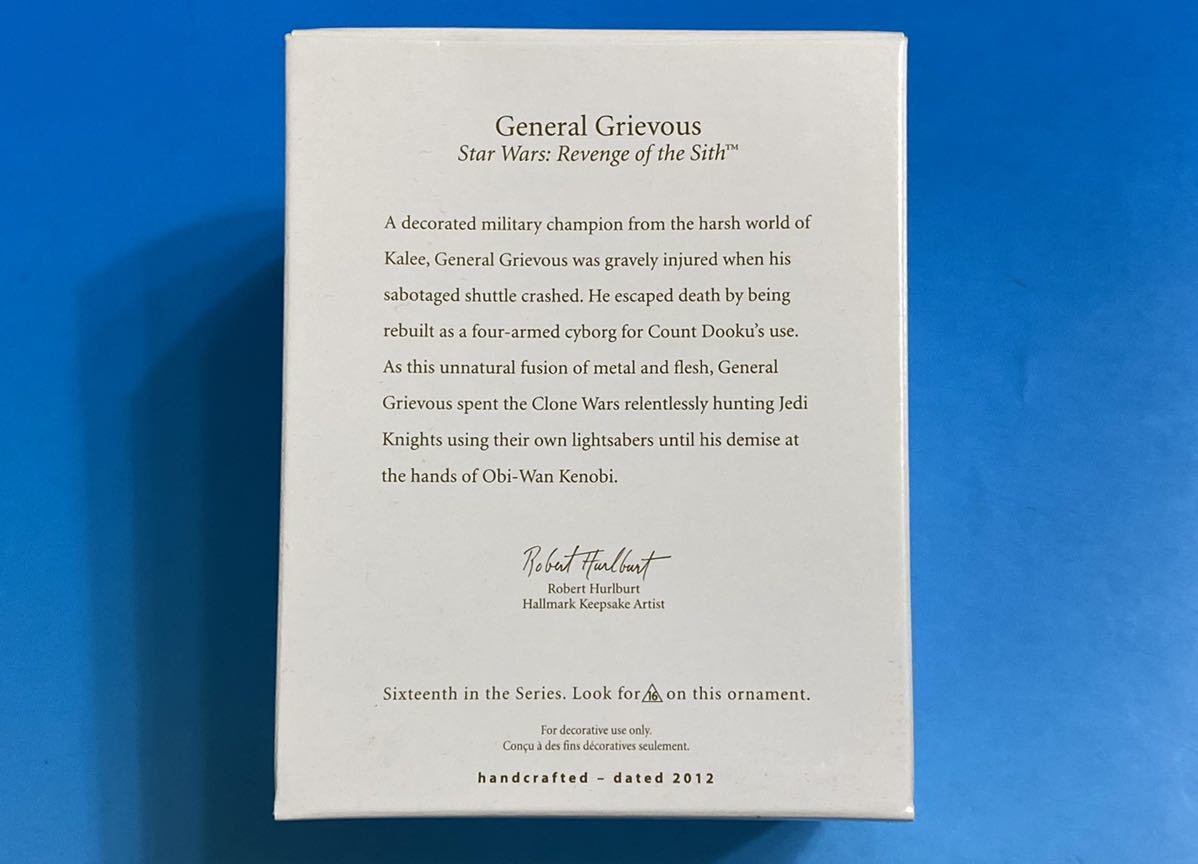 General Grievous
Star Wars: Revenge of the Sith™
A decorated military champion from the harsh world of
Kalee, General Grievous was gravely injured when his
sabotaged shuttle crashed. He escaped death by being
rebuilt as a four-armed cyborg for Count Dooku's use.
As this unnatural fusion of metal and flesh, General
Grievous spent the Clone Wars relentlessly hunting Jedi
Knights using their own lightsabers until his demise at
the hands of Obi-Wan Kenobi.
Robert Hurlburt
Robert Hurlburt
Hallmark Keepsake Artist
Sixteenth in the Series. Look for 16 on this ornament.
For decorative use only.
Conçu à des fins décoratives seulement.
handcrafted – dated 2012